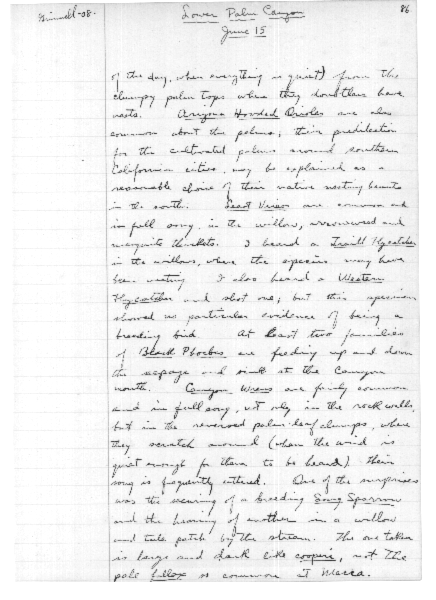 Grinnell-'08.
Lower Palm Canyon
86
June 15
of the day, when everything is quiet) from the
clumpy palm tops where they doubtless have
nests. Arizona Hooded Orioles are also
common about the palms; their predilection
for the cultivated palms around southern
Californian cities, may be explained as a
reasonable choice of their native nesting haunts
in the south. Least Vireos are common and
in full song, in the willow, arrowweed and
mesquite thickets. I heard a Traill Flycatcher
in the willows, where the species may have
been nesting. I also heard a Western
Flycatcher and shot one; but this specimen
showed no particular evidence of being a
breeding bird. At least two families
of Black Phoebes are feeding up and down
the seepage and sink at the Canyon
mouth. Canyon Wrens are fairly common
and in full song, not only in the rock walls,
but in the reversed palm-leaf clumps, where
they scratch around (when the wind is
quiet enough for them to be heard) their
song is frequently uttered. One of the surprises
was the securing of a breeding Song Sparrow
and the hearing of another in a willow
and tule patch by the stream. The one taken
is large and dark like cooperi, not the
pale fallax so common at Mecca.